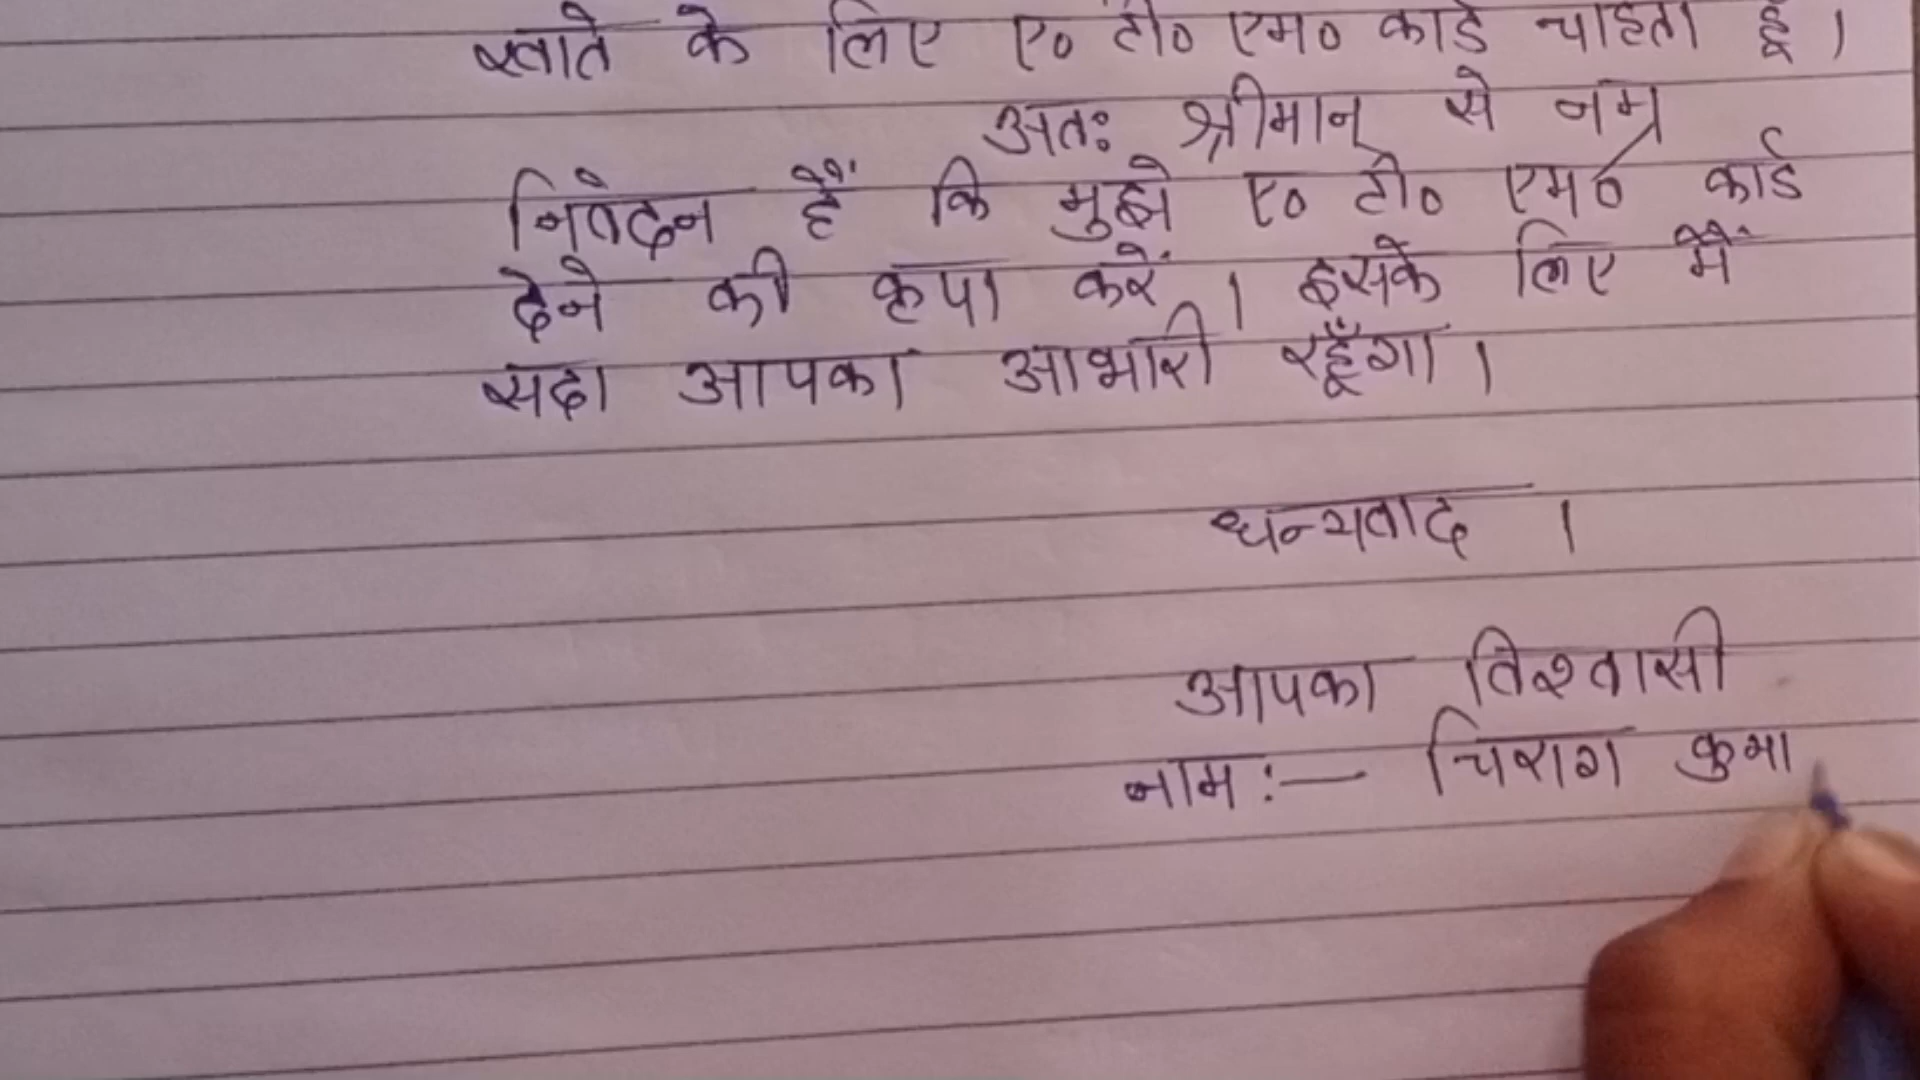 खाते के लिए ए० टी० एम० कार्ड चाहता हूँ ।
अतः श्रीमान् से नम्र
निवेदन हैं कि मुझे ए० टी० एम० कार्ड
देने की कृपा करें । इसके लिए मैं
सदा आपका आभारी रहूँगा ।
धन्यवाद ।
आपका विश्वासी
नाम :— चिराग कुमा